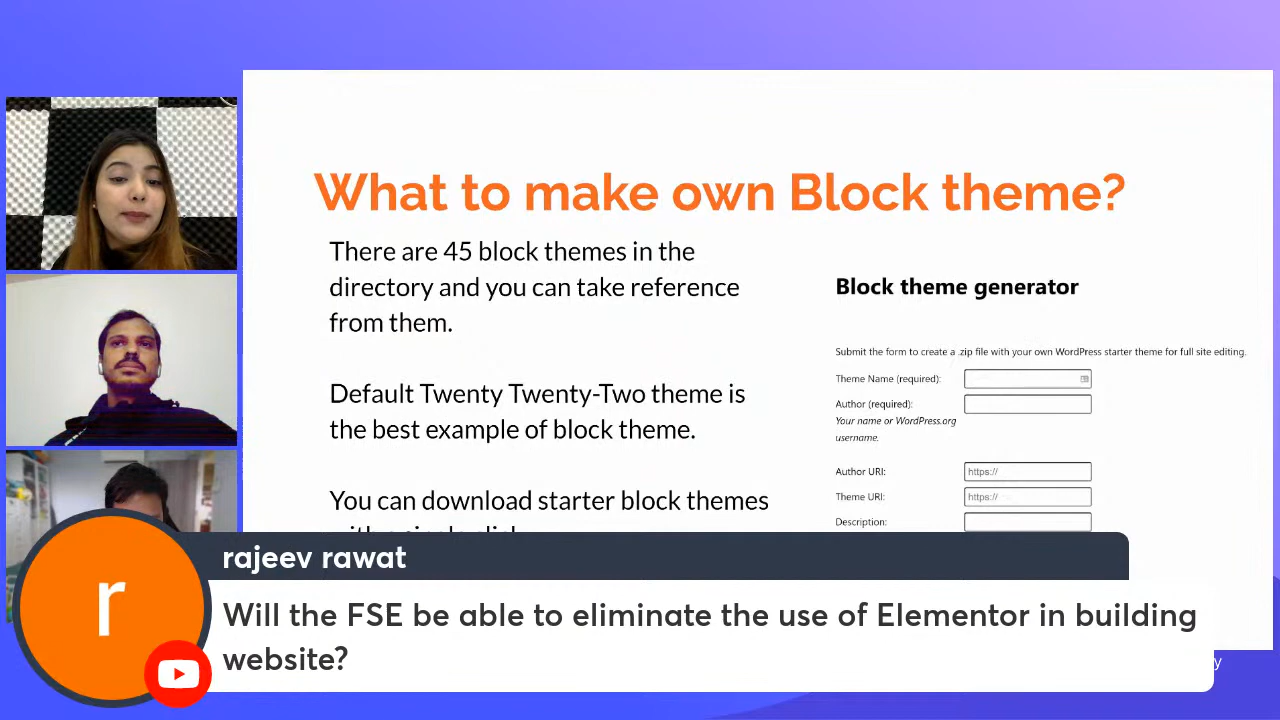 What to make own Block theme?
There are 45 block themes in the
directory and you can take reference
from them.
Default Twenty Twenty-Two theme is
the best example of block theme.
You can download starter block themes
Block theme generator
Submit the form to create a .zip file with your own WordPress starter theme for full site editing.
Theme Name (required):
Author (required):
Your name or WordPress.org
username.
Author URI:
https://
Theme URI:
https://
Description:
r
rajeev rawat
Will the FSE be able to eliminate the use of Elementor in building
website?
y